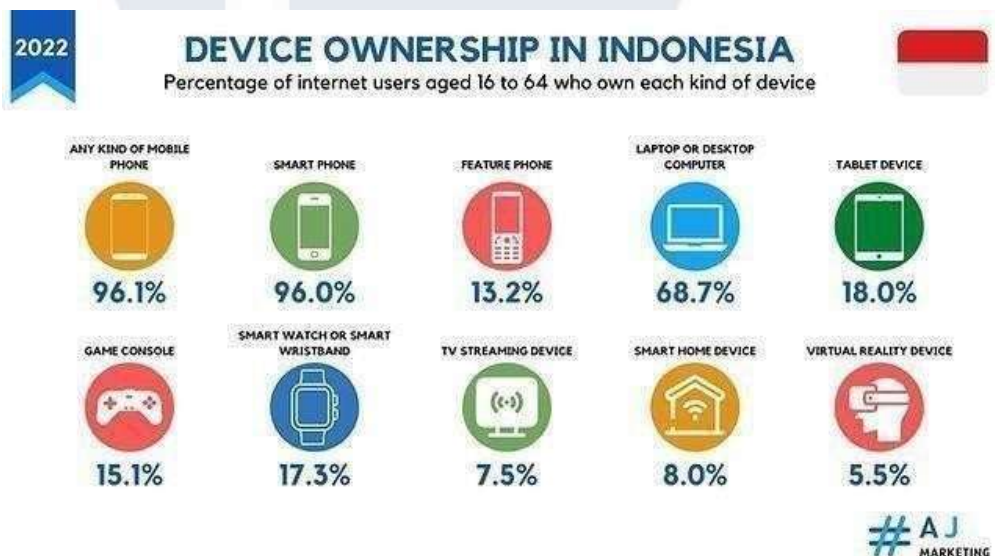 2022
DEVICE OWNERSHIP IN INDONESIA
Percentage of internet users aged 16 to 64 who own each kind of device
ANY KIND OF MOBILE
PHONE
96.1%
SMART PHONE
96.0%
FEATURE PHONE
13.2%
LAPTOP OR DESKTOP
COMPUTER
68.7%
TABLET DEVICE
18.0%
GAME CONSOLE
15.1%
SMART WATCH OR SMART
WRISTBAND
17.3%
TV STREAMING DEVICE
7.5%
SMART HOME DEVICE
8.0%
VIRTUAL REALITY DEVICE
5.5%
# AJ
MARKETING